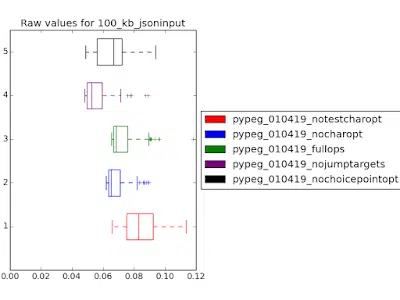 Raw values for 100_kb_jsoninput
5
4
3
2
1
0.00 0.02 0.04 0.06 0.08 0.10 0.12
pypeg_010419_notestcharopt
pypeg_010419_nocharopt
pypeg_010419_fullops
pypeg_010419_nojumptargets
pypeg_010419_nochoicepointopt